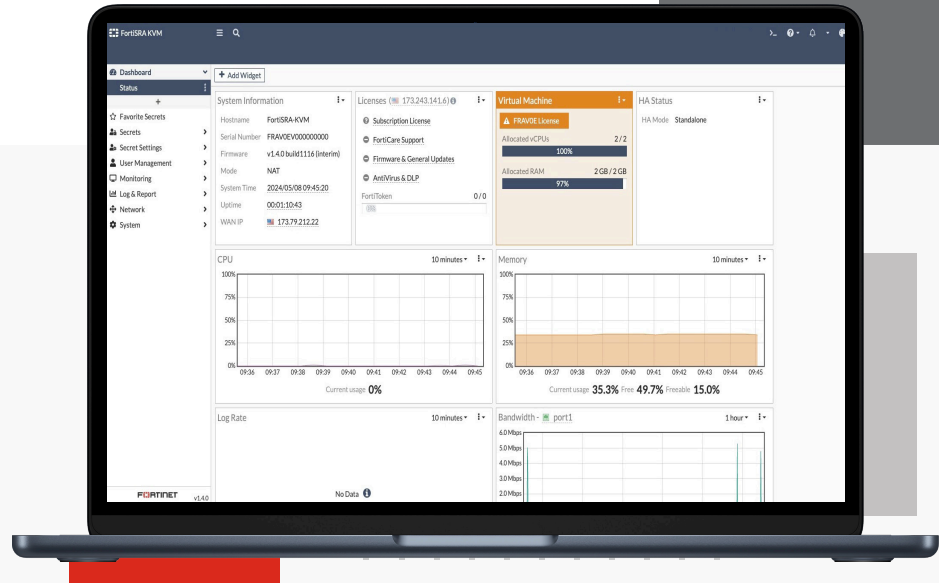 FortiSRA KVM
Dashboard
Status
+
Favorite Secrets
Secrets
Secret Settings
User Management
Monitoring
Log & Report
Network
System
FORTINET v1.4.0
+ Add Widget
System Information
Hostname FortiSRA-KVM
Serial Number FRAV0EV000000000
Firmware v1.4.0 build1116 (interim)
Mode NAT
System Time 2024/05/08 09:45:20
Uptime 00:01:10:43
WAN IP 173.79.212.22
Licenses ( 173.243.141.6)
Subscription License
FortiCare Support
Firmware & General Updates
AntiVirus & DLP
FortiToken 0 / 0
Virtual Machine
FRAVDE License
Allocated vCPUs 2 / 2
100%
Allocated RAM 2 GB / 2 GB
97%
HA Status
HA Mode Standalone
CPU 10 minutes
100%
75%
50%
25%
0%
09:36 09:37 09:38 09:39 09:40 09:41 09:42 09:43 09:44 09:45
Current usage 0%
Memory 10 minutes
100%
75%
50%
25%
0%
09:36 09:37 09:38 09:39 09:40 09:41 09:42 09:43 09:44 09:45
Current usage 35.3% Free 49.7% Freeable 15.0%
Log Rate 10 minutes
No Data
Bandwidth - port1 1 hour
6.0 Mbps
5.0 Mbps
4.0 Mbps
3.0 Mbps
2.0 Mbps